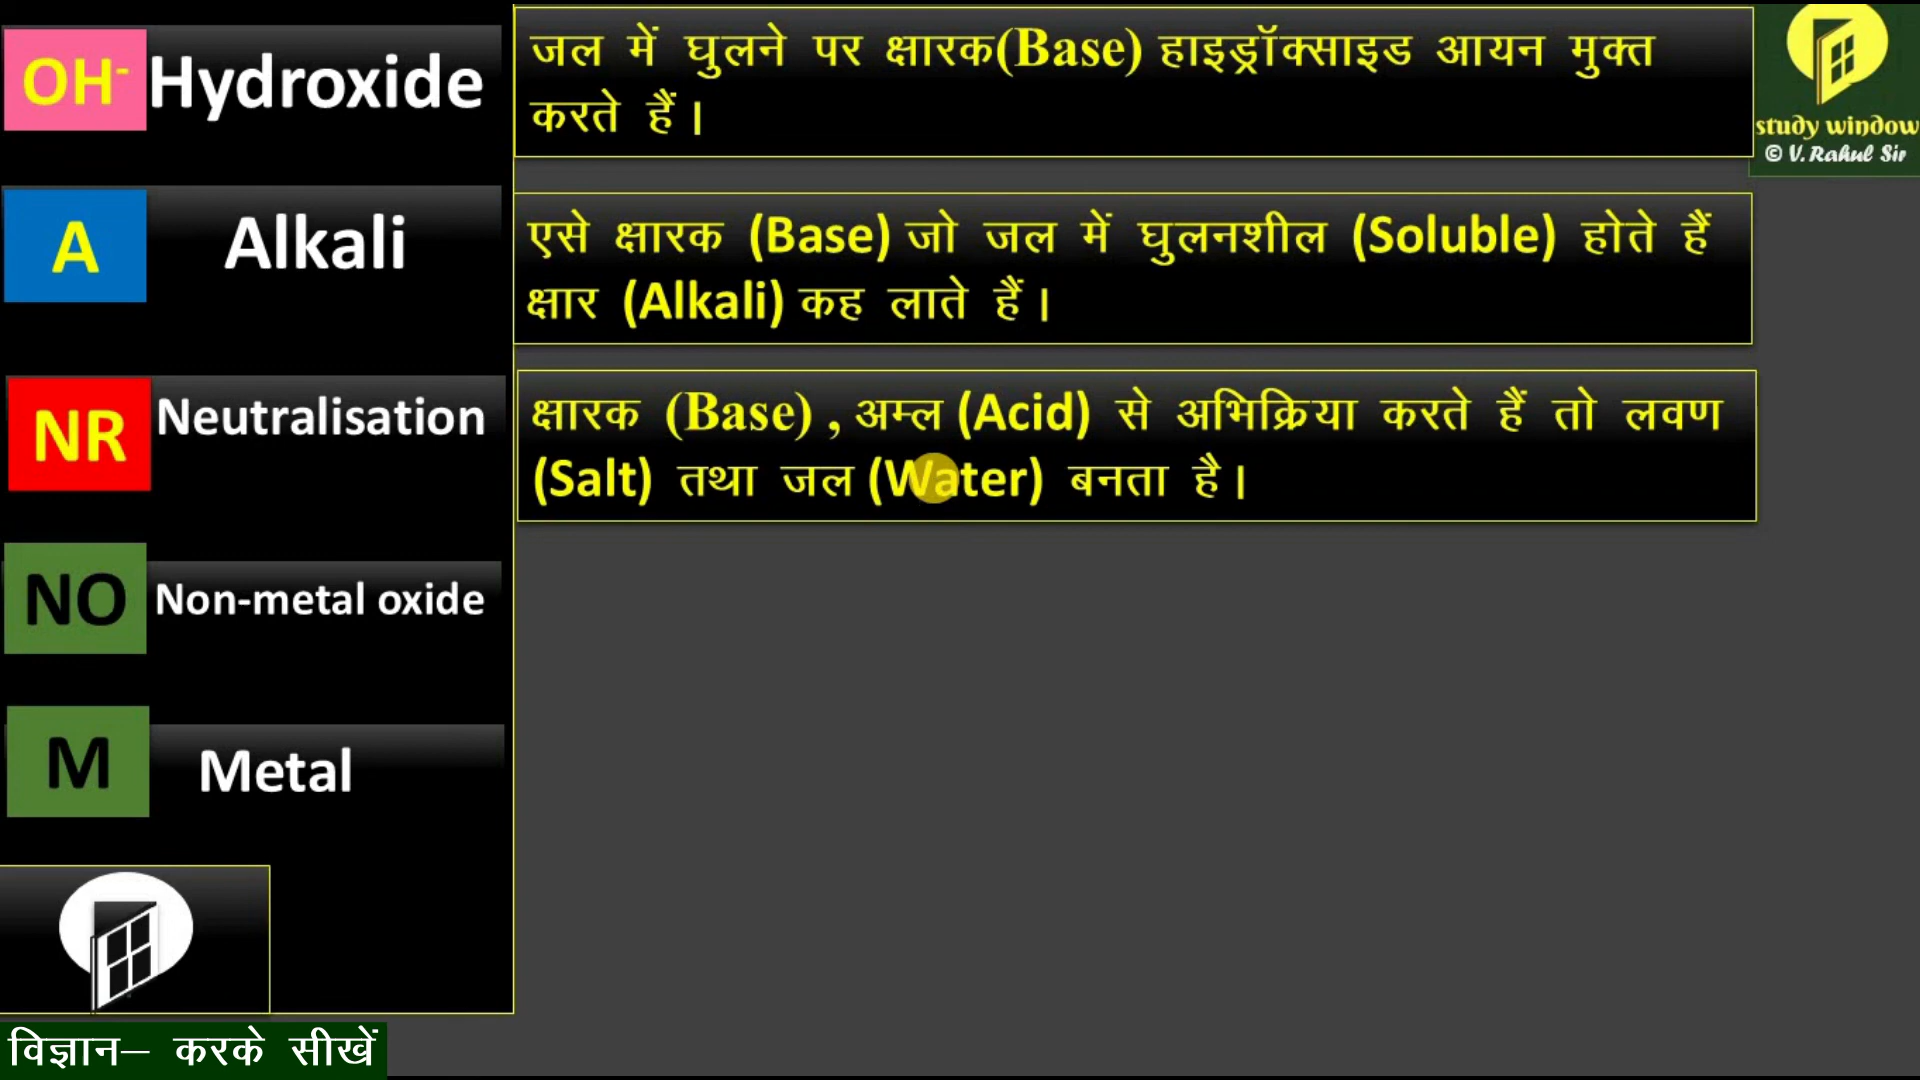 OH- Hydroxide
जल में घुलने पर क्षारक(Base) हाइड्रॉक्साइड आयन मुक्त
करते हैं।
study window
© V. Rahul Sir
A Alkali
एसे क्षारक (Base) जो जल में घुलनशील (Soluble) होते हैं
क्षार (Alkali) कह लाते हैं।
NR Neutralisation
क्षारक (Base) , अम्ल (Acid) से अभिक्रिया करते हैं तो लवण
(Salt) तथा जल (Water) बनता है।
NO Non-metal oxide
M Metal
विज्ञान– करके सीखें